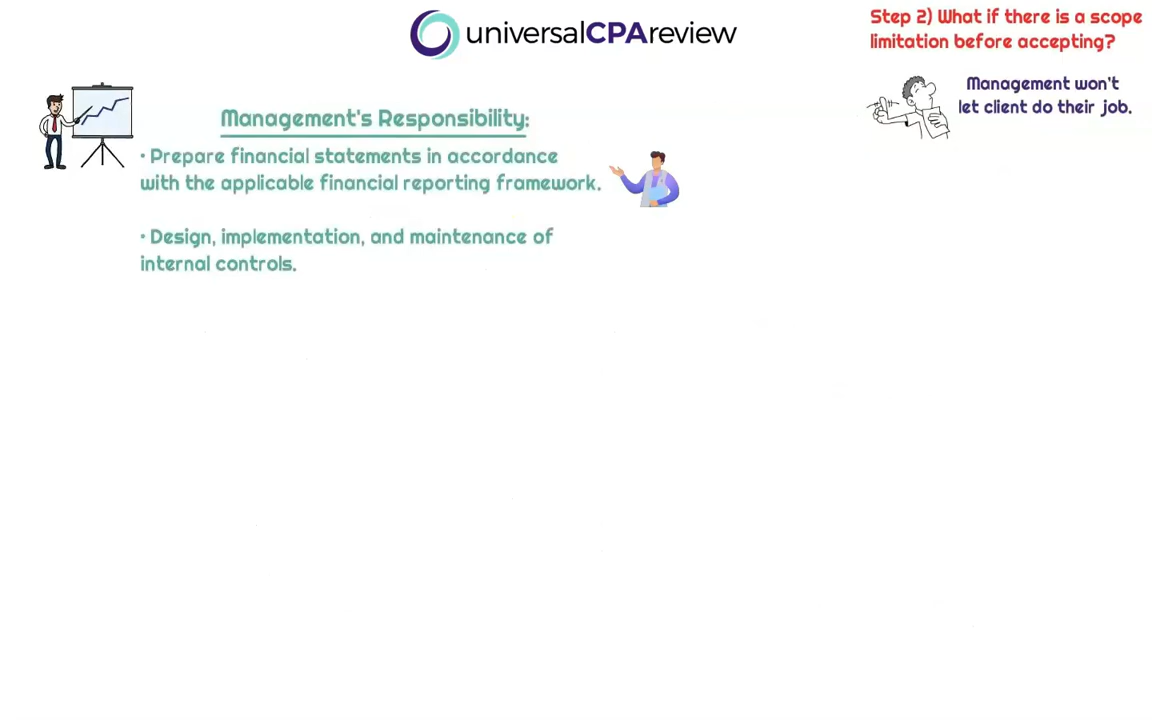 universalCPAreview
Step 2) What if there is a scope
limitation before accepting?
Management won't
let client do their job.
Management's Responsibility:
• Prepare financial statements in accordance
with the applicable financial reporting framework.
• Design, implementation, and maintenance of
internal controls.